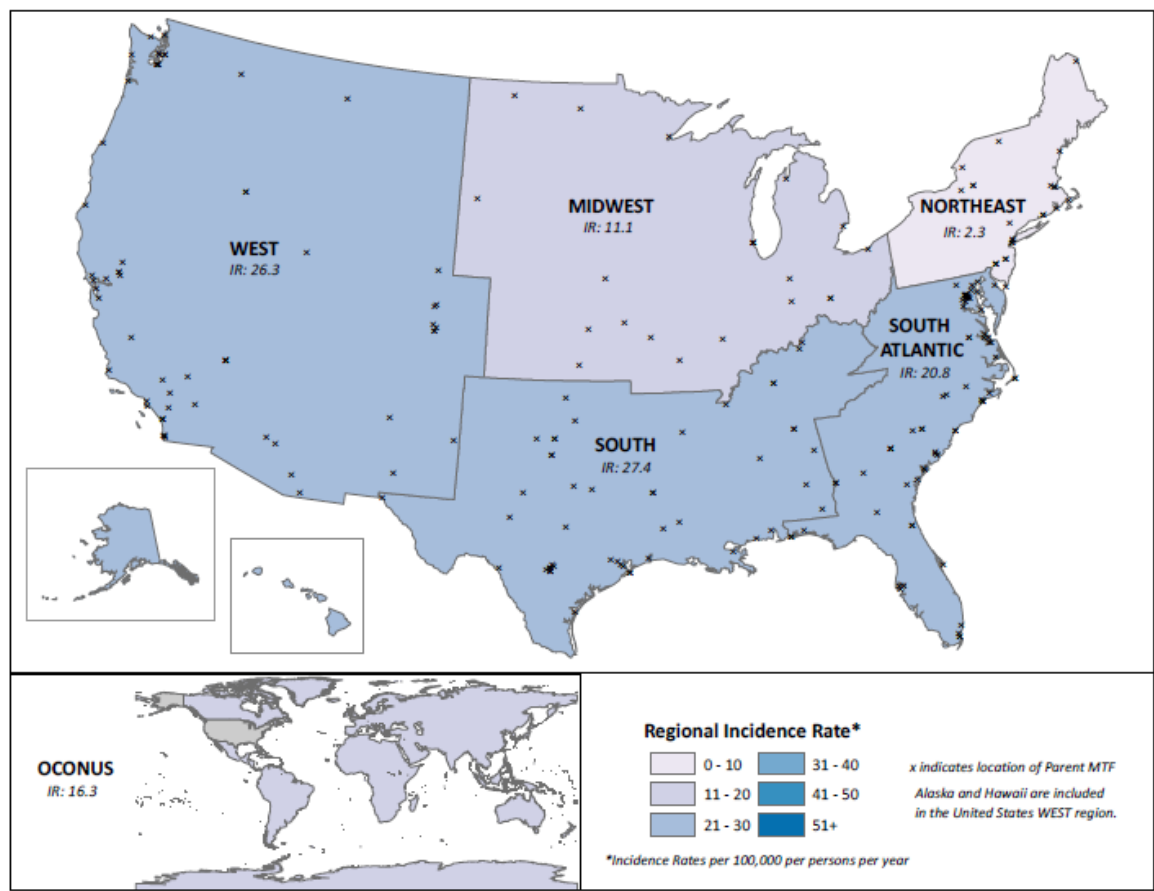 WEST
IR: 26.3
MIDWEST
IR: 11.1
NORTHEAST
IR: 2.3
SOUTH
ATLANTIC
IR: 20.8
SOUTH
IR: 27.4
OCONUS
IR: 16.3
Regional Incidence Rate*
0 - 10
31 - 40
11 - 20
41 - 50
21 - 30
51+
x indicates location of Parent MTF
Alaska and Hawaii are included
in the United States WEST region.
*Incidence Rates per 100,000 per persons per year